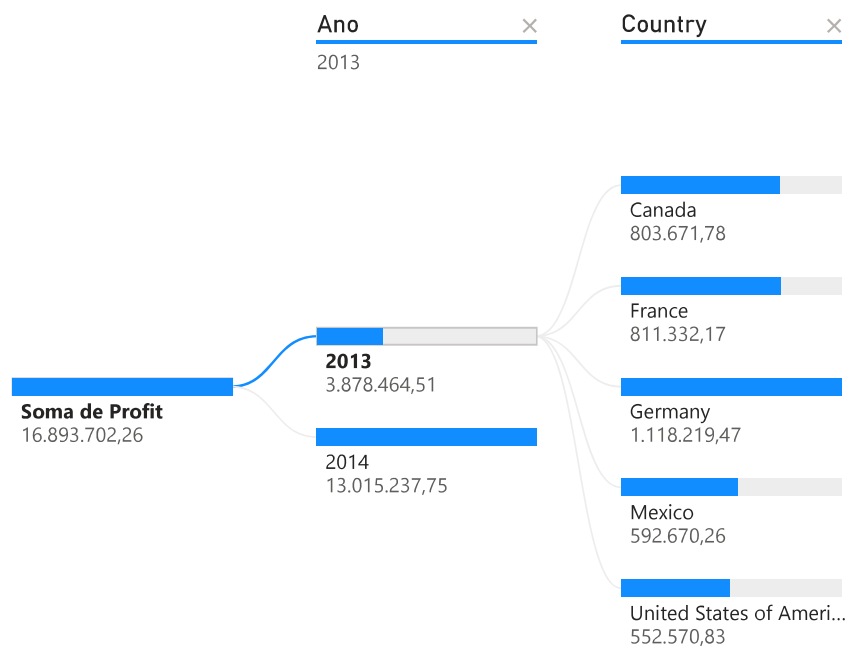 Ano
2013
Country
Soma de Profit
16.893.702,26
2013
3.878.464,51
2014
13.015.237,75
Canada
803.671,78
France
811.332,17
Germany
1.118.219,47
Mexico
592.670,26
United States of Ameri...
552.570,83